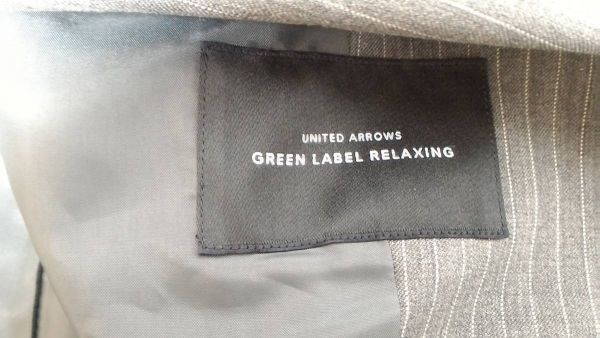 UNITED ARROWS
GREEN LABEL RELAXING